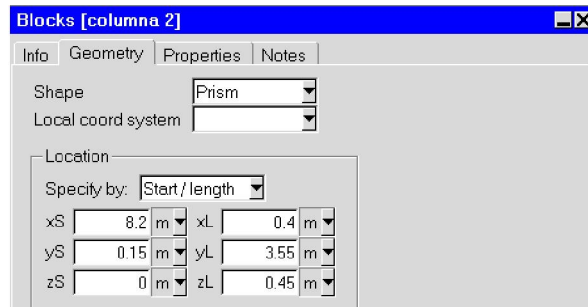 Blocks [columna 2]
Info Geometry Properties Notes
Shape Prism
Local coord system
Location
Specify by: Start / length
xS 8.2 m xL 0.4 m
yS 0.15 m yL 3.55 m
zS 0 m zL 0.45 m